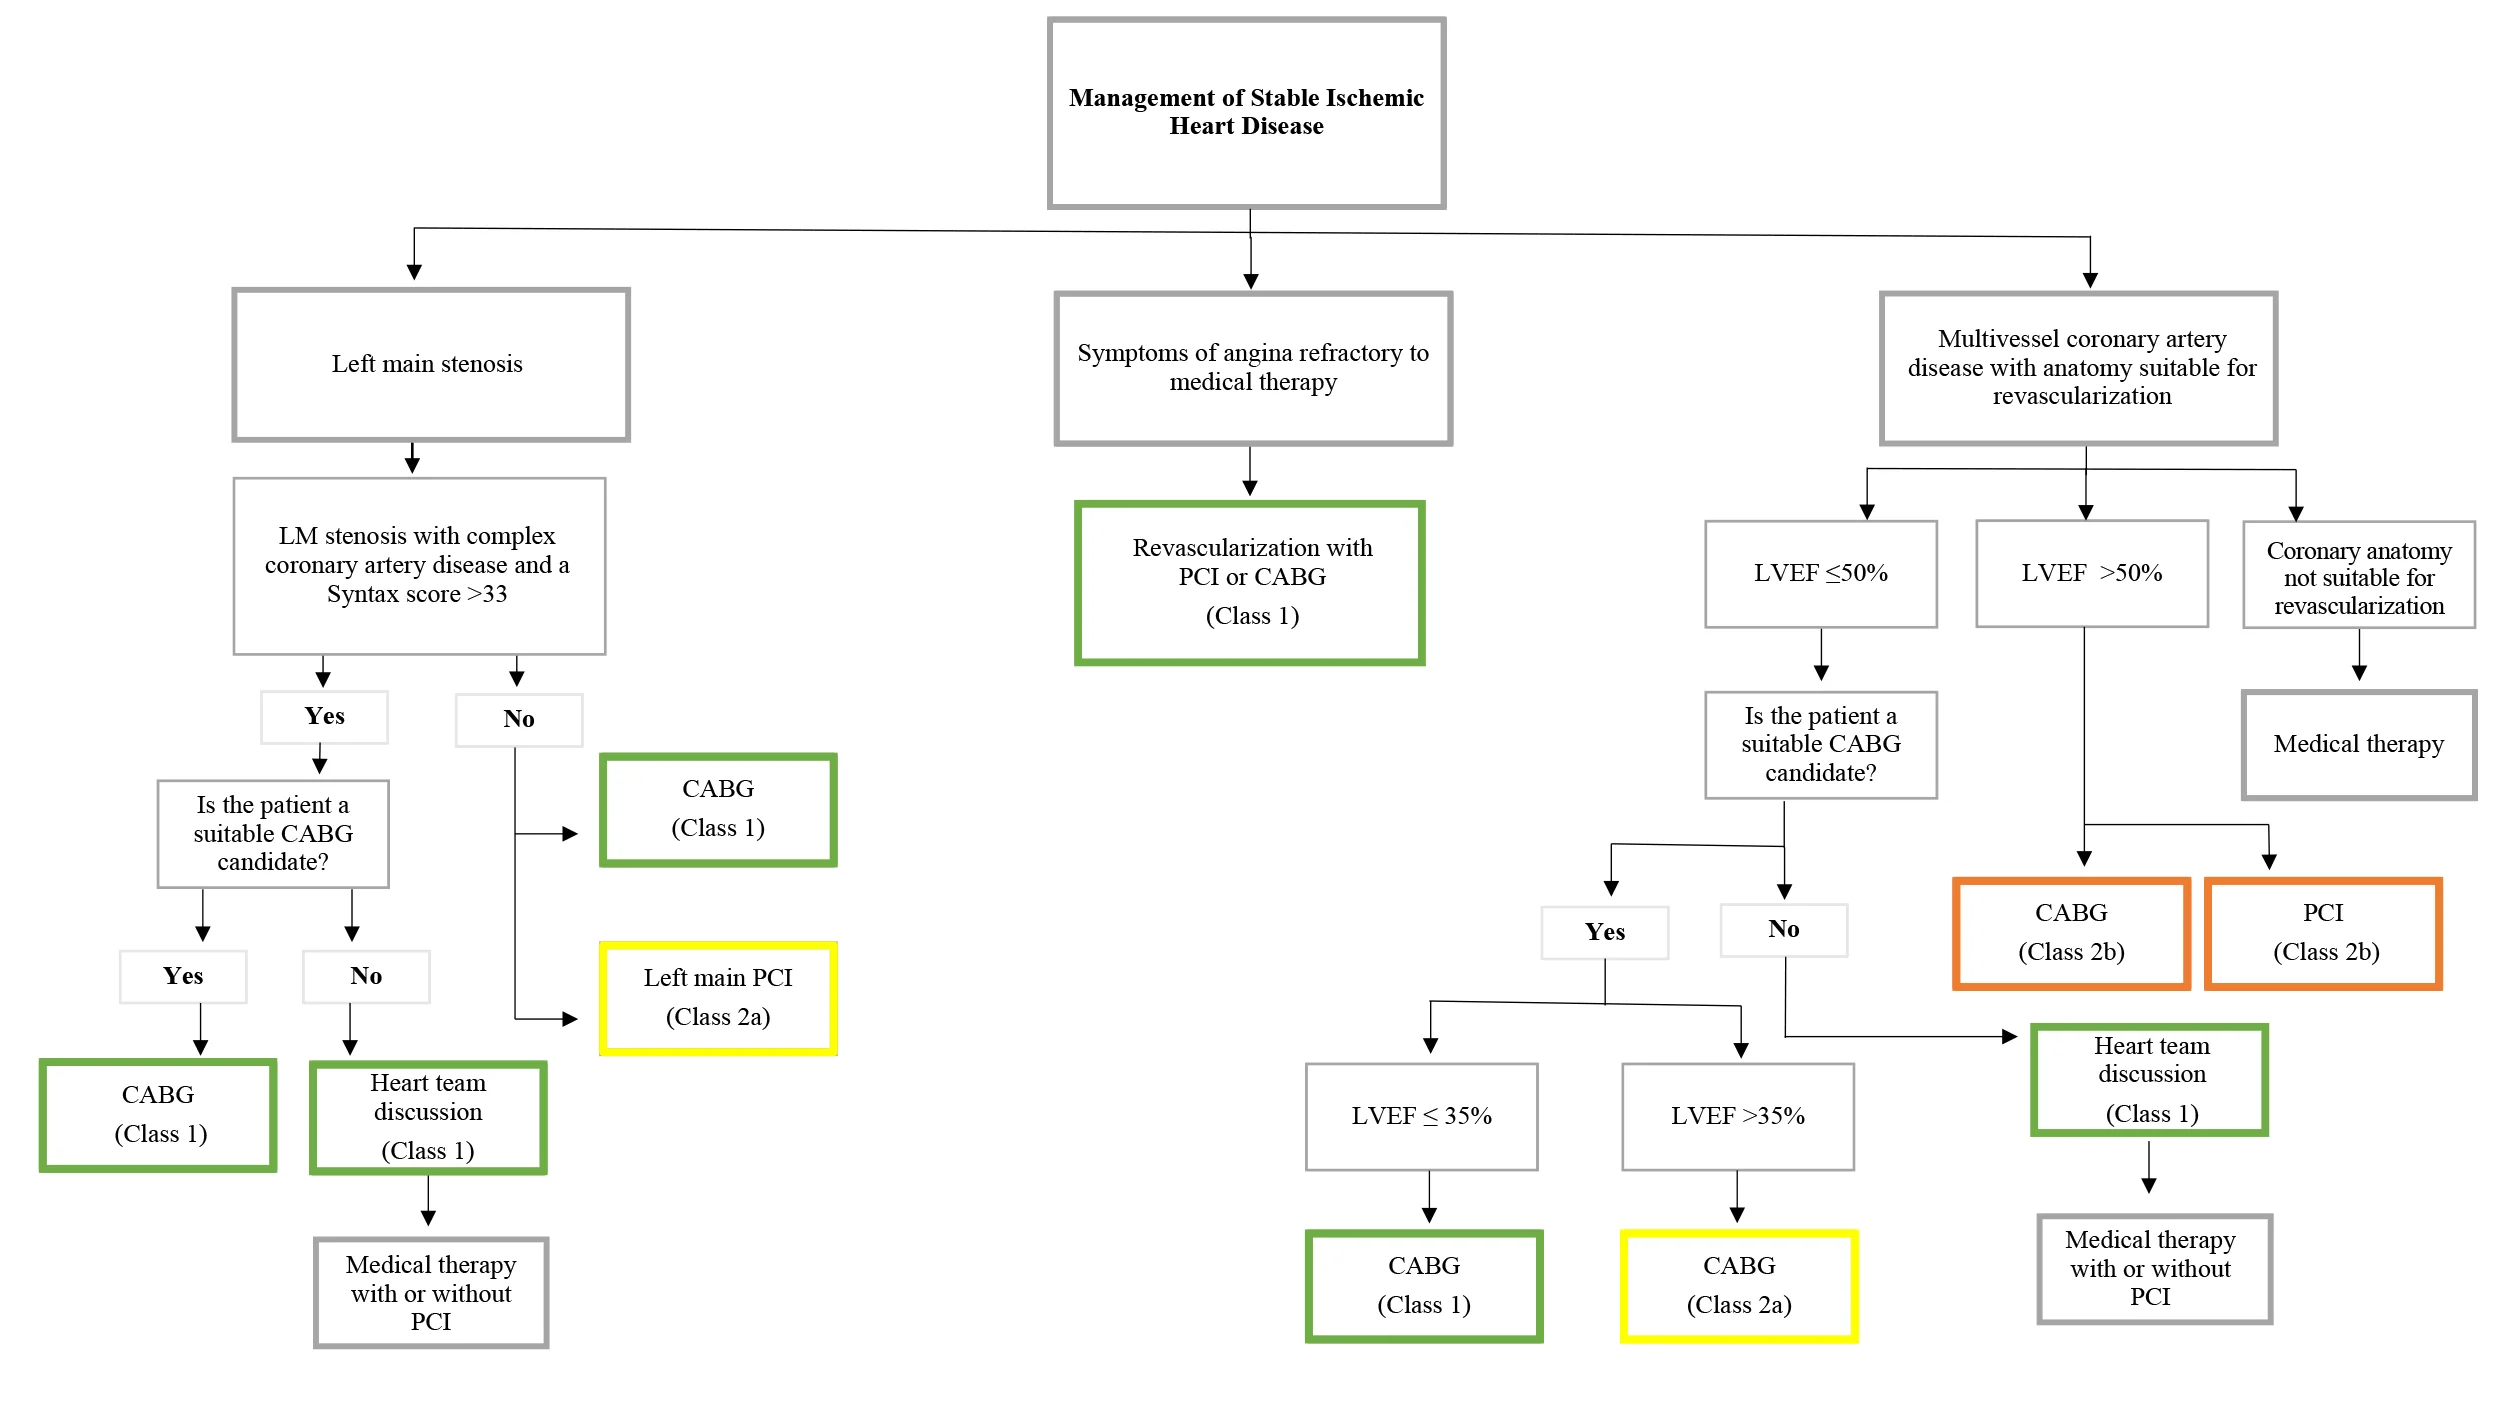 Management of Stable Ischemic
Heart Disease
Left main stenosis
Symptoms of angina refractory to
medical therapy
Multivessel coronary artery
disease with anatomy suitable for
revascularization
LM stenosis with complex
coronary artery disease and a
Syntax score >33
Revascularization with
PCI or CABG
(Class 1)
LVEF ≤50%
LVEF  >50%
Coronary anatomy
not suitable for
revascularization
Yes
No
Is the patient a
suitable CABG
candidate?
Medical therapy
CABG
(Class 1)
Is the patient a
suitable CABG
candidate?
Yes
No
CABG
(Class 2b)
PCI
(Class 2b)
Yes
No
Left main PCI
(Class 2a)
CABG
(Class 1)
Heart team
discussion
(Class 1)
LVEF ≤ 35%
LVEF >35%
Heart team
discussion
(Class 1)
Medical therapy
with or without
PCI
CABG
(Class 1)
CABG
(Class 2a)
Medical therapy
with or without
PCI